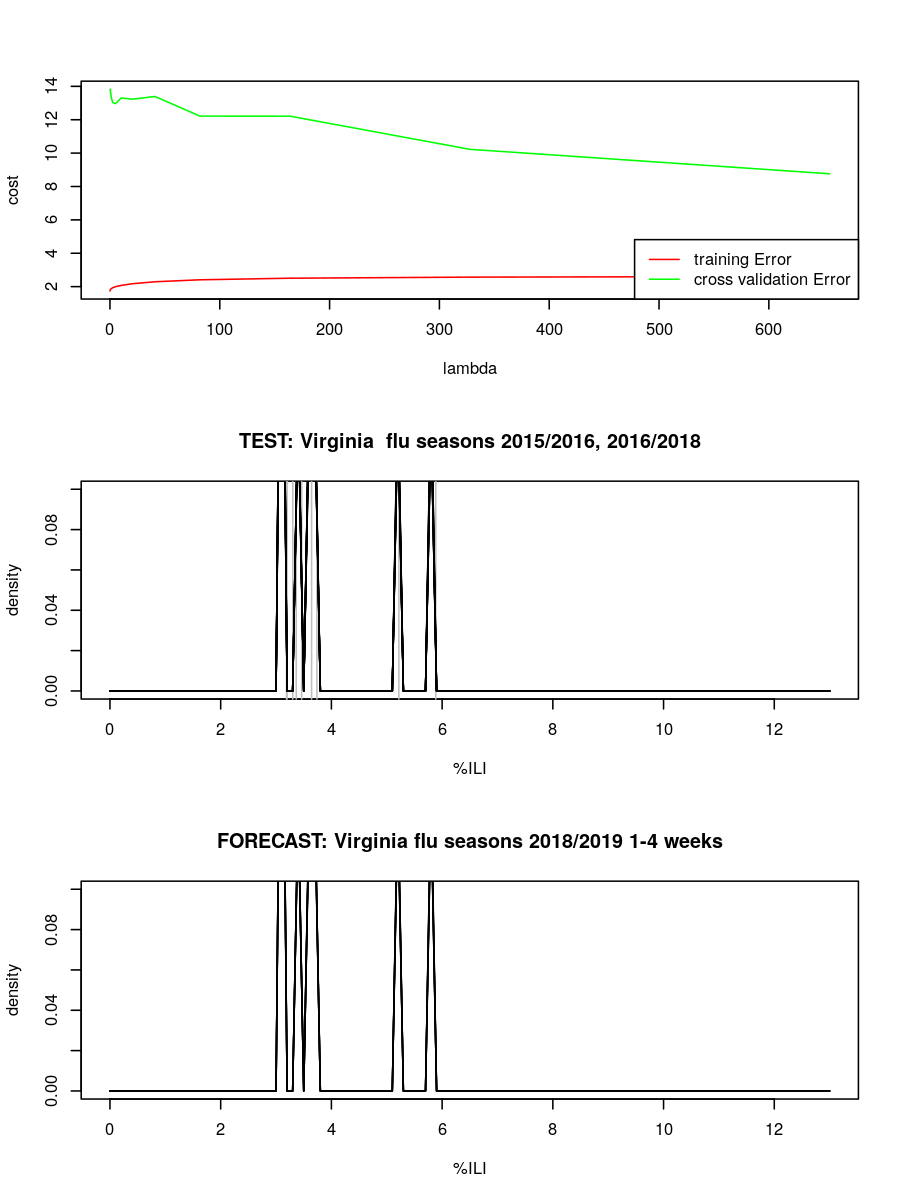 14
12
10
8
6
4
2
cost
training Error
cross validation Error
0 100 200 300 400 500 600
lambda
TEST: Virginia  flu seasons 2015/2016, 2016/2018
0.08
0.04
0.00
density
0 2 4 6 8 10 12
%ILI
FORECAST: Virginia flu seasons 2018/2019 1-4 weeks
0.08
0.04
0.00
density
0 2 4 6 8 10 12
%ILI